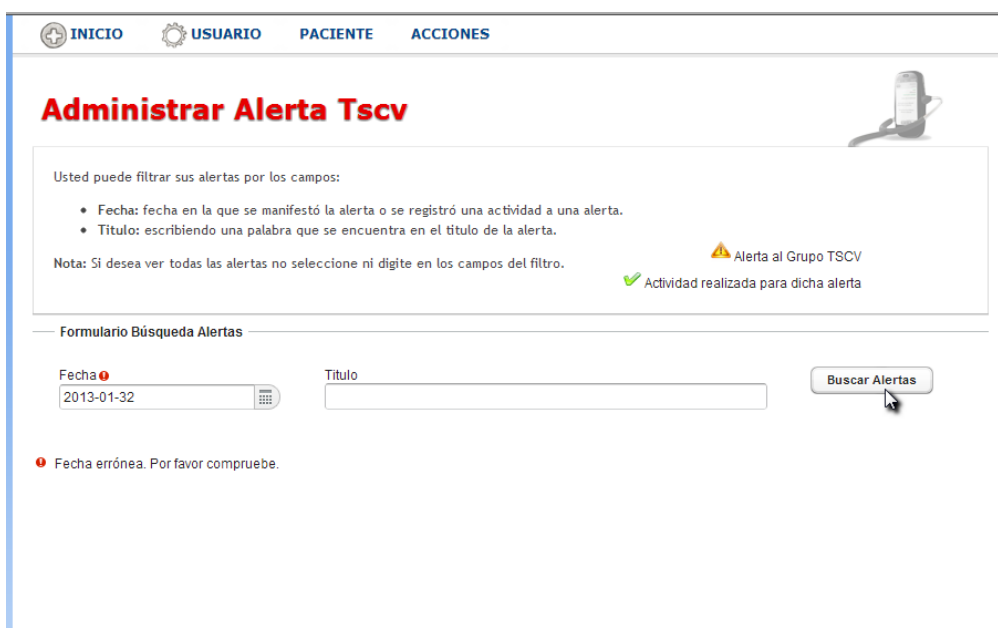 INICIO USUARIO PACIENTE ACCIONES
Administrar Alerta Tscv
Usted puede filtrar sus alertas por los campos:
• Fecha: fecha en la que se manifestó la alerta o se registró una actividad a una alerta.
• Titulo: escribiendo una palabra que se encuentra en el titulo de la alerta.
Nota: Si desea ver todas las alertas no seleccione ni digite en los campos del filtro.
Alerta al Grupo TSCV
Actividad realizada para dicha alerta
Formulario Búsqueda Alertas
Fecha Titulo
2013-01-32
Buscar Alertas
Fecha errónea. Por favor compruebe.